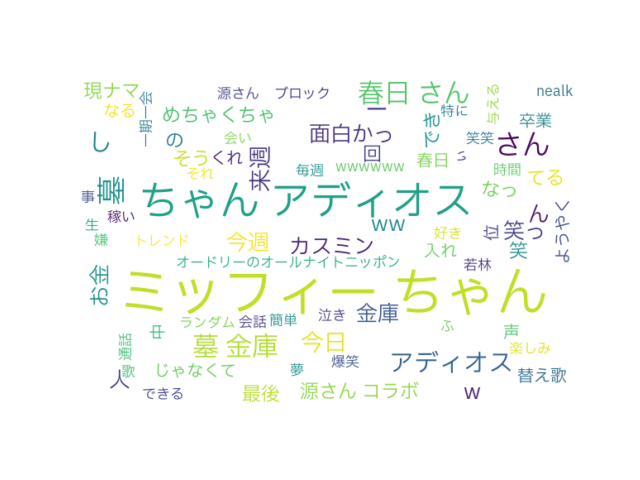 現ナマ
源さん
ブロック
春日 さん
与える
nealk
なる
一期一会
めちゃくちゃ
ー
特に
卒業
し
の
面白かっ
でき
笑笑
さん
そう
くれ
会い
来週
回
春日
い
それ
毎週
wwwwww
時間
てる
墓
事
ちゃん アディオス
なっ
稼い
ww
ん
ようやく
生
嫌
トレンド
今週
カスミン
好き
入れ
位
笑っ
笑
お金
オードリーのオールナイトニッポン
若林
ミッフィー ちゃん
ランダム
会話
簡単
泣き
金庫
ふ
声
中
通話
墓 金庫
今日
楽しみ
歌
人
じゃなくて
夢
爆笑
アディオス
替え歌
できる
最後
源さん コラボ
w